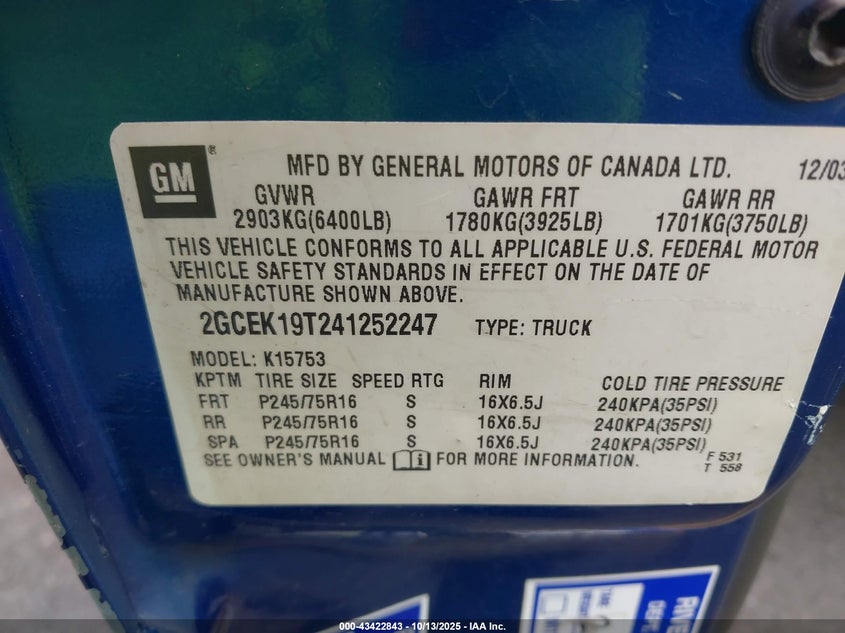 GM ®
MFD BY GENERAL MOTORS OF CANADA LTD. 12/03
GVWR GAWR FRT GAWR RR
2903KG(6400LB) 1780KG(3925LB) 1701KG(3750LB)
THIS VEHICLE CONFORMS TO ALL APPLICABLE U.S. FEDERAL MOTOR
VEHICLE SAFETY STANDARDS IN EFFECT ON THE DATE OF
MANUFACTURE SHOWN ABOVE.
2GCEK19T241252247 TYPE: TRUCK
MODEL: K15753
KPTM TIRE SIZE SPEED RTG RIM COLD TIRE PRESSURE
FRT P245/75R16 S 16X6.5J 240KPA(35PSI)
RR P245/75R16 S 16X6.5J 240KPA(35PSI)
SPA P245/75R16 S 16X6.5J 240KPA(35PSI)
SEE OWNER'S MANUAL i FOR MORE INFORMATION. F 531
T 558
000-43422843 | 10/13/2025 - IAA Inc.